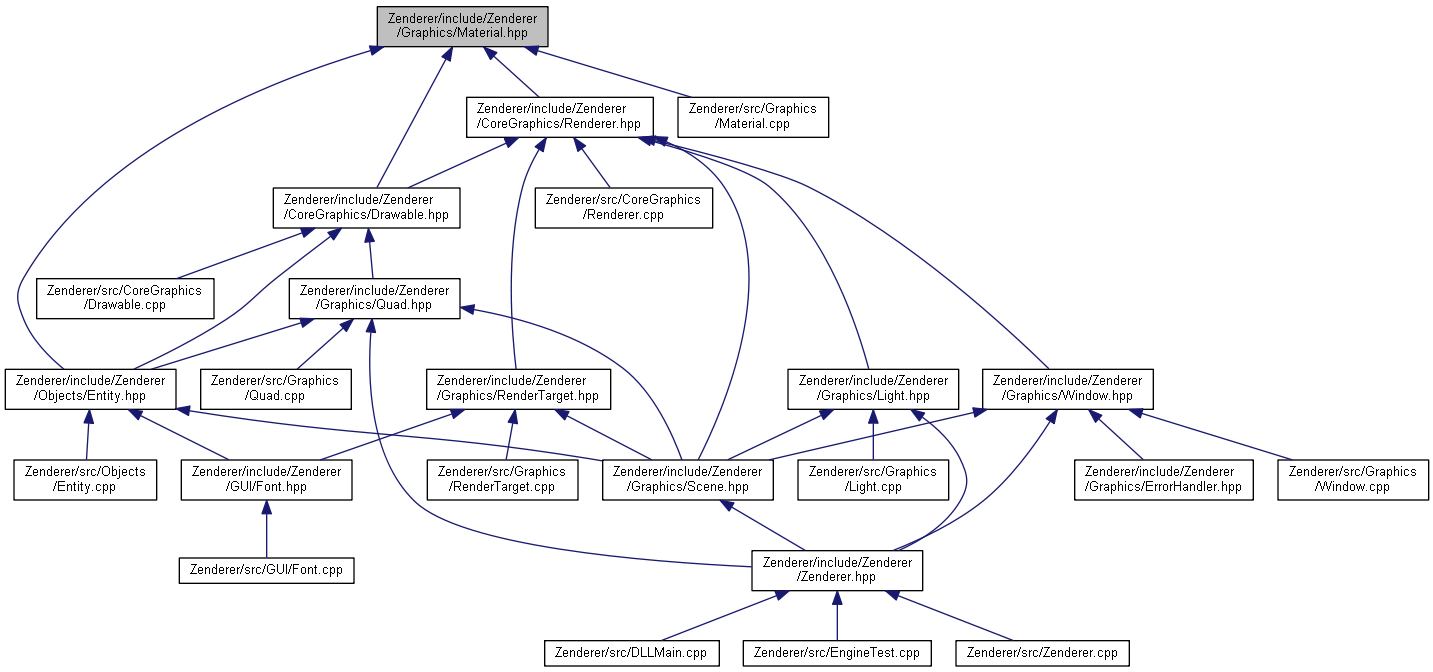 Zenderer/include/Zenderer
/Graphics/Material.hpp
Zenderer/include/Zenderer
/CoreGraphics/Renderer.hpp
Zenderer/src/Graphics
/Material.cpp
Zenderer/include/Zenderer
/CoreGraphics/Drawable.hpp
Zenderer/src/CoreGraphics
/Renderer.cpp
Zenderer/src/CoreGraphics
/Drawable.cpp
Zenderer/include/Zenderer
/Graphics/Quad.hpp
Zenderer/include/Zenderer
/Objects/Entity.hpp
Zenderer/src/Graphics
/Quad.cpp
Zenderer/include/Zenderer
/Graphics/RenderTarget.hpp
Zenderer/include/Zenderer
/Graphics/Light.hpp
Zenderer/include/Zenderer
/Graphics/Window.hpp
Zenderer/src/Objects
/Entity.cpp
Zenderer/include/Zenderer
/GUI/Font.hpp
Zenderer/src/Graphics
/RenderTarget.cpp
Zenderer/include/Zenderer
/Graphics/Scene.hpp
Zenderer/src/Graphics
/Light.cpp
Zenderer/include/Zenderer
/Graphics/ErrorHandler.hpp
Zenderer/src/Graphics
/Window.cpp
Zenderer/src/GUI/Font.cpp
Zenderer/include/Zenderer
/Zenderer.hpp
Zenderer/src/DLLMain.cpp
Zenderer/src/EngineTest.cpp
Zenderer/src/Zenderer.cpp